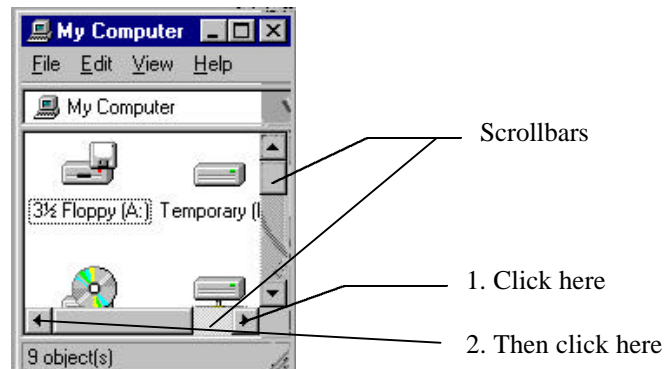 My Computer
File Edit View Help
My Computer
Scrollbars
3½ Floppy (A:) Temporary (
1. Click here
2. Then click here
9 object(s)